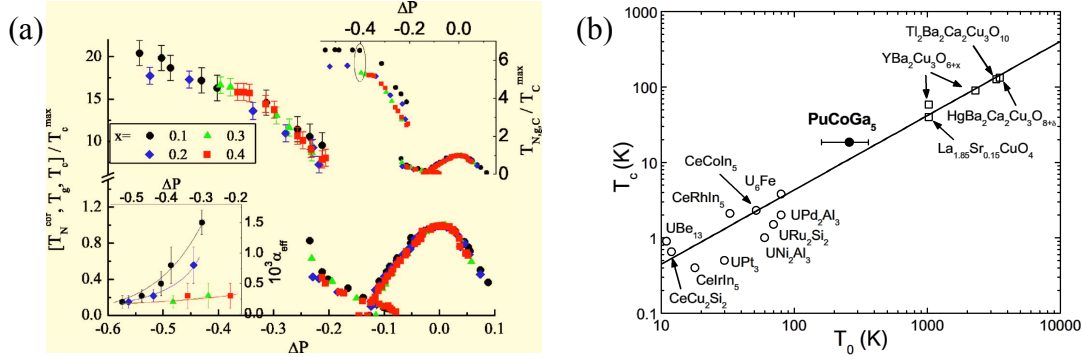 (a)
ΔP
-0.4 -0.2 0.0
20
15
10
1.2
0.9
0.6
0.3
0.0
[T_N^cor, T_g, T_c] / T_c^max
6
4
2
0
T_N,g,C / T_C^max
x=
0.1 0.3
0.2 0.4
ΔP
-0.5 -0.4 -0.3 -0.2
1.5
1.0
0.5
0.0
10^3 α_eff
-0.6 -0.5 -0.4 -0.3 -0.2 -0.1 0.0 0.1
ΔP
(b)
1000
100
10
1
0.1
T_c (K)
Tl2Ba2Ca2Cu3O10
YBa2Cu3O6+x
HgBa2Ca2Cu3O8+δ
PuCoGa5
La1.85Sr0.15CuO4
CeCoIn5
U6Fe
CeRhIn5
UPd2Al3
UBe13
URu2Si2
UNi2Al3
UPt3
CeIrIn5
CeCu2Si2
10 100 1000 10000
T_0 (K)